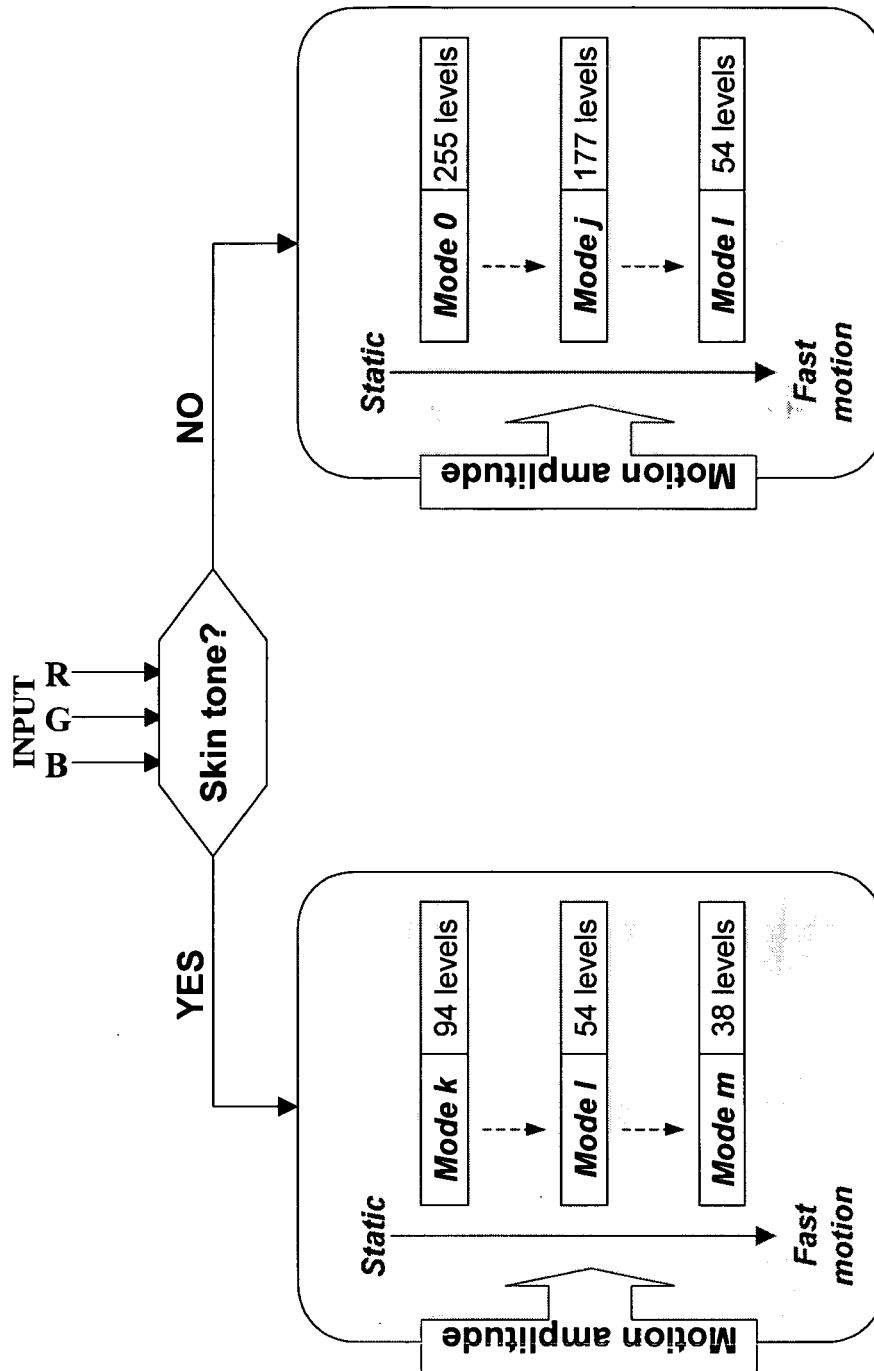 INPUT
B G R
Skin tone?
YES
NO
Motion amplitude
Static
Mode k 94 levels
Mode l 54 levels
Mode m 38 levels
Fast
motion
Motion amplitude
Static
Mode 0 255 levels
Mode j 177 levels
Mode l 54 levels
Fast
motion